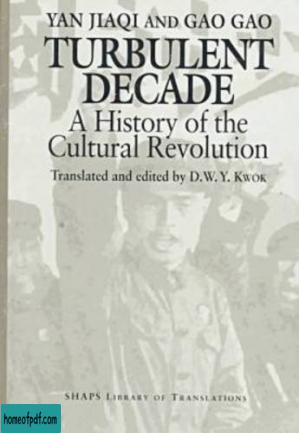 YAN JIAQI AND GAO GAO
TURBULENT
DECADE
A History of the
Cultural Revolution
Translated and edited by D. W. Y. KWOK
SHAPS LIBRARY OF TRANSLATIONS
homeofpdf.com